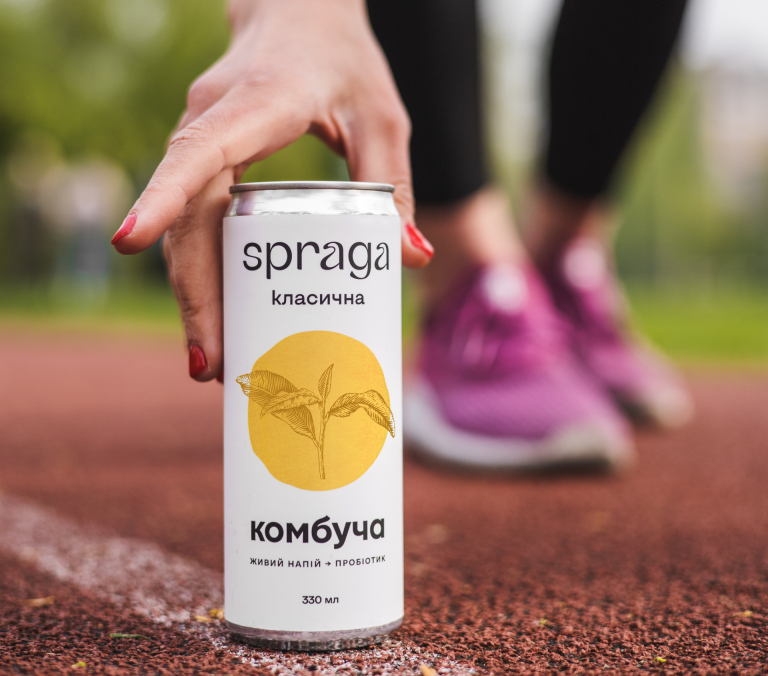 spraga
класична
комбуча
живий напій → пробіотик
330 мл